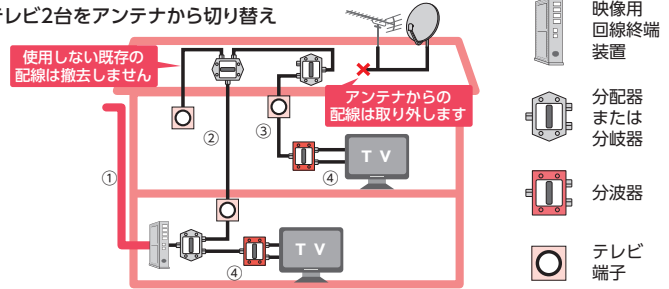 テレビ2台をアンテナから切り替え
使用しない既存の
配線は撤去しません
アンテナからの
配線は取り外します
①
②
③
④
TV
④
TV
映像用
回線終端
装置
分配器
または
分岐器
分波器
テレビ
端子